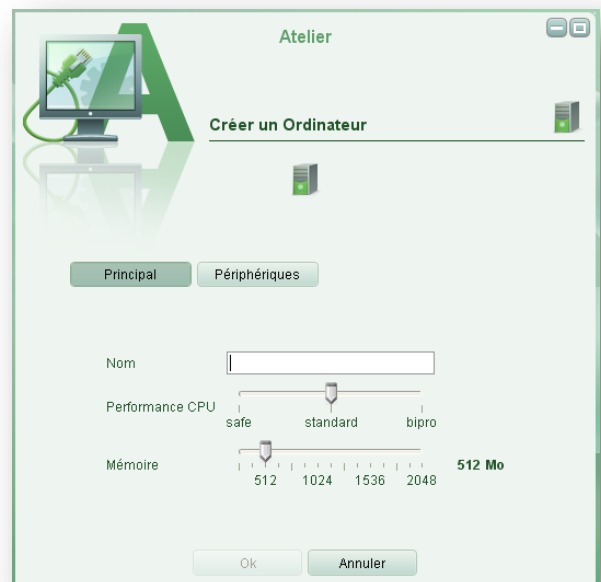 Atelier
A
Créer un Ordinateur
Principal Périphériques
Nom
Performance CPU
safe standard bipro
Mémoire 512 Mo
512 1024 1536 2048
Ok Annuler